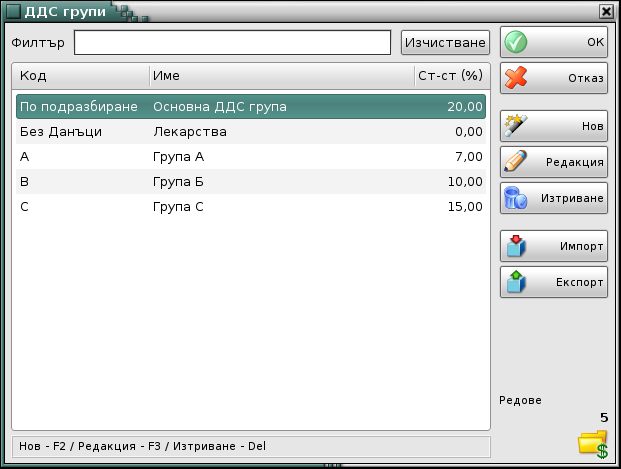 ДДС групи
Филтър Изчистване
Код Име Ст-ст (%)
По подразбиране Основна ДДС група 20,00
Без Данъци Лекарства 0,00
A Група А 7,00
B Група Б 10,00
C Група С 15,00
OK
Отказ
Нов
Редакция
Изтриване
Импорт
Експорт
Редове
5
Нов - F2 / Редакция - F3 / Изтриване - Del